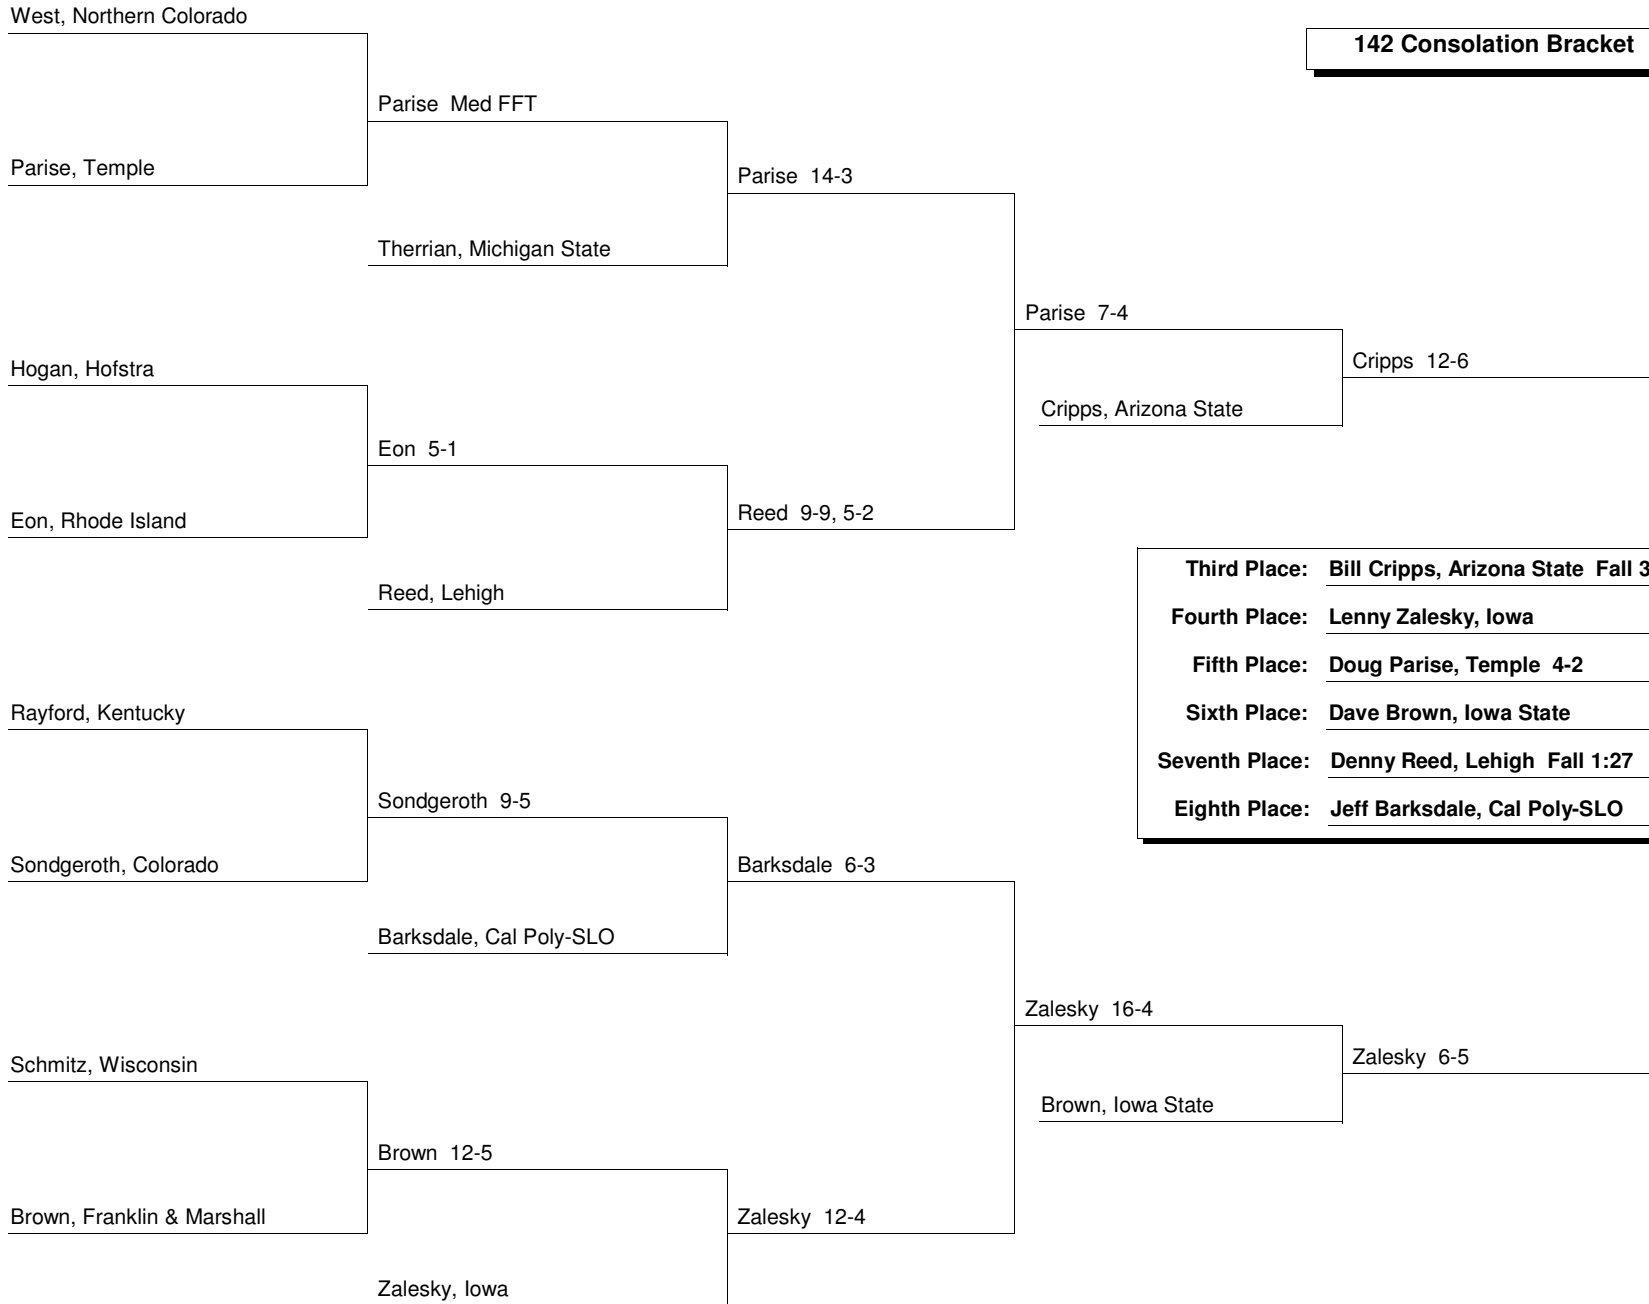 West, Northern Colorado
142 Consolation Bracket
Parise  Med FFT
Parise, Temple
Parise  14-3
Therrian, Michigan State
Parise  7-4
Hogan, Hofstra
Cripps  12-6
Cripps, Arizona State
Eon  5-1
Eon, Rhode Island
Reed  9-9, 5-2
Reed, Lehigh
Third Place: Bill Cripps, Arizona State  Fall 3
Fourth Place: Lenny Zalesky, Iowa
Fifth Place: Doug Parise, Temple  4-2
Sixth Place: Dave Brown, Iowa State
Seventh Place: Denny Reed, Lehigh  Fall 1:27
Eighth Place: Jeff Barksdale, Cal Poly-SLO
Rayford, Kentucky
Sondgeroth  9-5
Sondgeroth, Colorado
Barksdale  6-3
Barksdale, Cal Poly-SLO
Zalesky  16-4
Schmitz, Wisconsin
Zalesky  6-5
Brown, Iowa State
Brown  12-5
Brown, Franklin & Marshall
Zalesky  12-4
Zalesky, Iowa